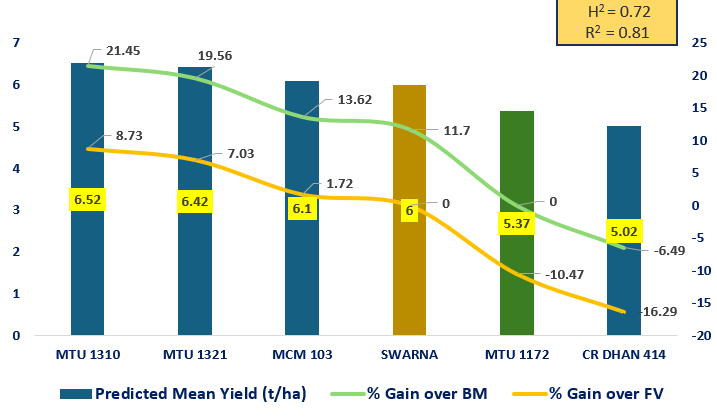 H² = 0.72
R² = 0.81
7 25
21.45 19.56
6 20
13.62 15
5 11.7 10
8.73
4 7.03 5
1.72
6.52 6.42 6.1 6 0 0 0
3 5.37 5.02 -5
-6.49
2 -10.47 -10
1 -16.29 -15
0 -20
MTU 1310 MTU 1321 MCM 103 SWARNA MTU 1172 CR DHAN 414
Predicted Mean Yield (t/ha) % Gain over BM % Gain over FV